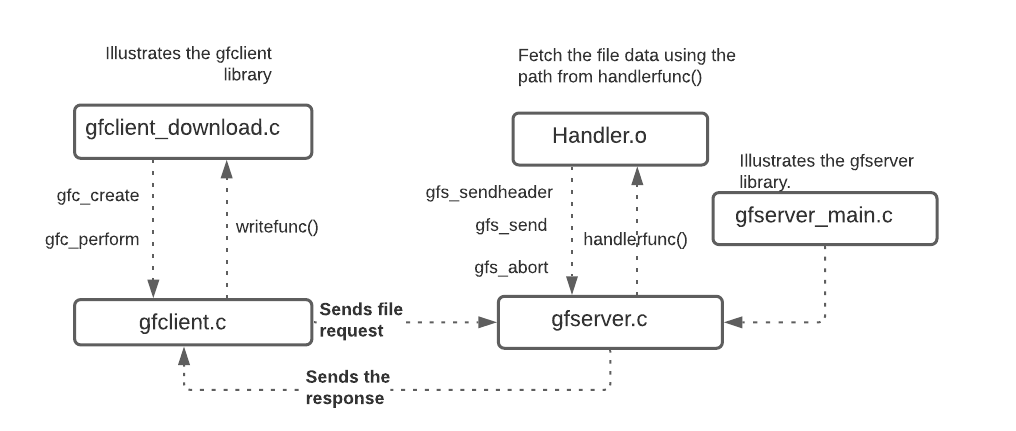 Illustrates the gfclient
library
Fetch the file data using the
path from handlerfunc()
gfclient_download.c
Handler.o
Illustrates the gfserver
library.
gfserver_main.c
gfc_create
gfc_perform
writefunc()
gfs_sendheader
gfs_send
handlerfunc()
gfs_abort
gfclient.c
Sends file
request
gfserver.c
Sends the
response